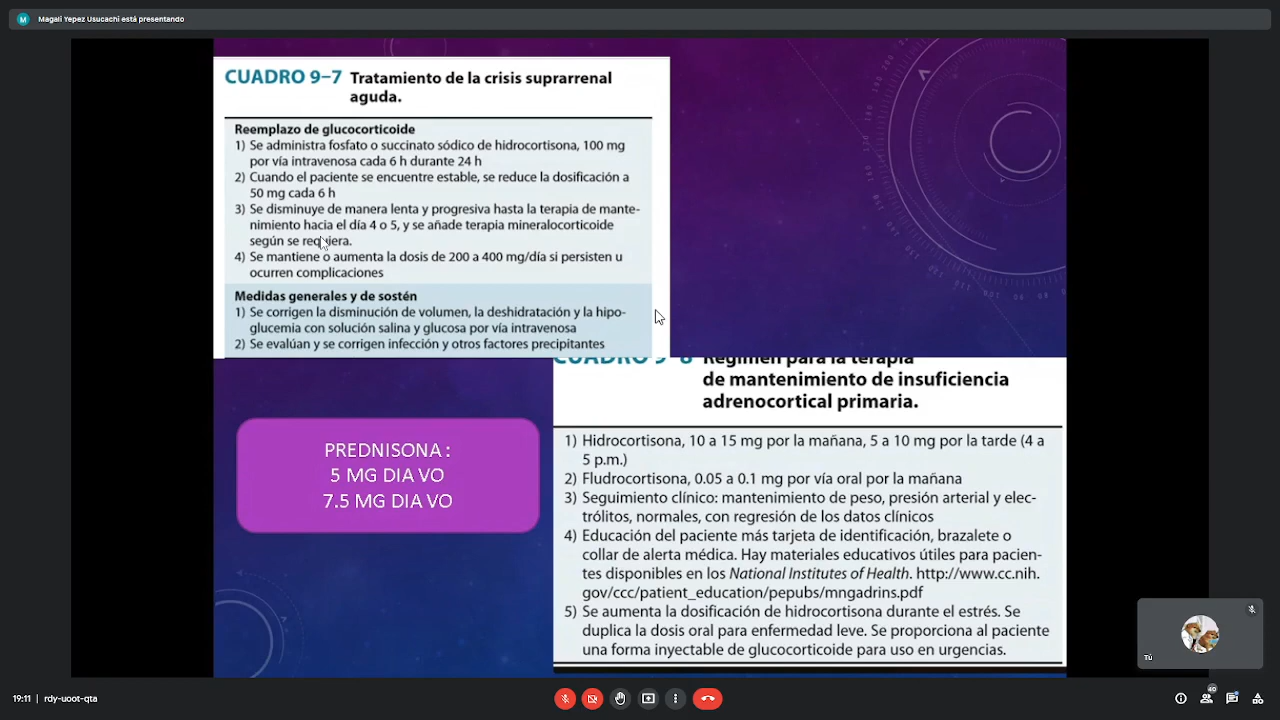 M
Magali Yepez Usucachi está presentando
CUADRO 9–7 Tratamiento de la crisis suprarrenal
aguda.
Reemplazo de glucocorticoide
1) Se administra fosfato o succinato sódico de hidrocortisona, 100 mg
por vía intravenosa cada 6 h durante 24 h
2) Cuando el paciente se encuentre estable, se reduce la dosificación a
50 mg cada 6 h
3) Se disminuye de manera lenta y progresiva hasta la terapia de mante-
nimiento hacia el día 4 o 5, y se añade terapia mineralocorticoide
según se requiera.
4) Se mantiene o aumenta la dosis de 200 a 400 mg/día si persisten u
ocurren complicaciones
Medidas generales y de sostén
1) Se corrigen la disminución de volumen, la deshidratación y la hipo-
glucemia con solución salina y glucosa por vía intravenosa
2) Se evalúan y se corrigen infección y otros factores precipitantes
PREDNISONA :
5 MG DIA VO
7.5 MG DIA VO
CUADRO 9–8 Régimen para la terapia
de mantenimiento de insuficiencia
adrenocortical primaria.
1) Hidrocortisona, 10 a 15 mg por la mañana, 5 a 10 mg por la tarde (4 a
5 p.m.)
2) Fludrocortisona, 0.05 a 0.1 mg por vía oral por la mañana
3) Seguimiento clínico: mantenimiento de peso, presión arterial y elec-
trólitos, normales, con regresión de los datos clínicos
4) Educación del paciente más tarjeta de identificación, brazalete o
collar de alerta médica. Hay materiales educativos útiles para pacien-
tes disponibles en los National Institutes of Health. http://www.cc.nih.
gov/ccc/patient_education/pepubs/mngadrins.pdf
5) Se aumenta la dosificación de hidrocortisona durante el estrés. Se
duplica la dosis oral para enfermedad leve. Se proporciona al paciente
una forma inyectable de glucocorticoide para uso en urgencias.
Tú
19:11 | rdy-uoot-qta
40